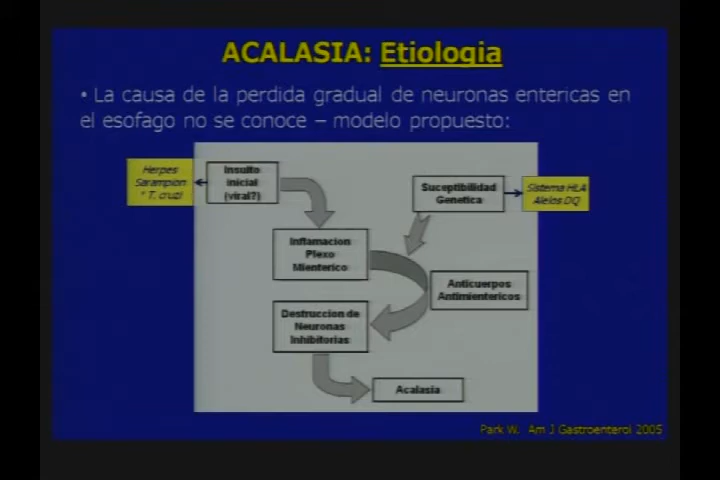 ACALASIA: Etiologia
• La causa de la perdida gradual de neuronas entericas en
el esofago no se conoce – modelo propuesto:
Herpes
Sarampion
* T. cruzi
Insulto
inicial
(viral?)
Suceptibilidad
Genetica
Sistema HLA
Alelos DQ
Inflamacion
Plexo
Mienterico
Anticuerpos
Antimientericos
Destruccion de
Neuronas
Inhibitorias
Acalasia
Park W. Am J Gastroenterol 2005